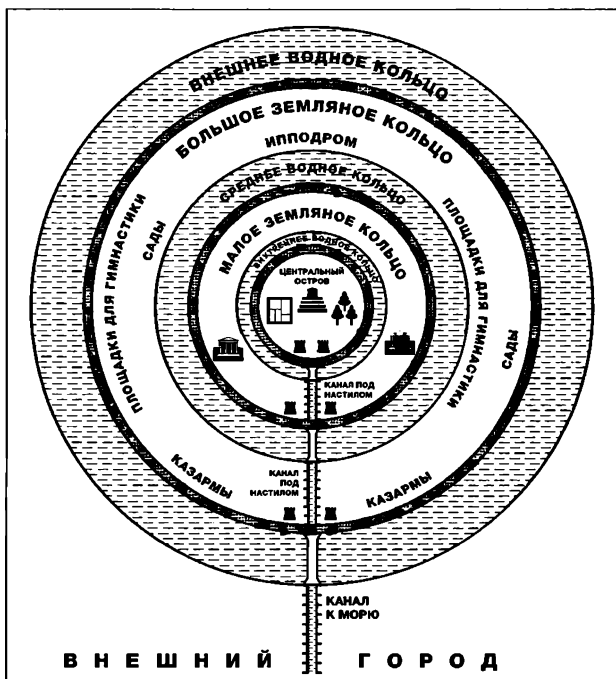 ВНЕШНЕЕ ВОДНОЕ КОЛЬЦО
БОЛЬШОЕ ЗЕМЛЯНОЕ КОЛЬЦО
ИППОДРОМ
СРЕДНЕЕ ВОДНОЕ КОЛЬЦО
МАЛОЕ ЗЕМЛЯНОЕ КОЛЬЦО
ВНУТРЕННЕЕ ВОДНОЕ КОЛЬЦО
ЦЕНТРАЛЬНЫЙ
ОСТРОВ
ПЛОЩАДКИ ДЛЯ ГИМНАСТИКИ
САДЫ
ПЛОЩАДКИ ДЛЯ ГИМНАСТИКИ
САДЫ
КАНАЛ ПОД
НАСТИЛОМ
КАНАЛ
ПОД
НАСТИЛОМ
КАЗАРМЫ
КАЗАРМЫ
КАНАЛ
К МОРЮ
ВНЕШНИЙ ГОРОД